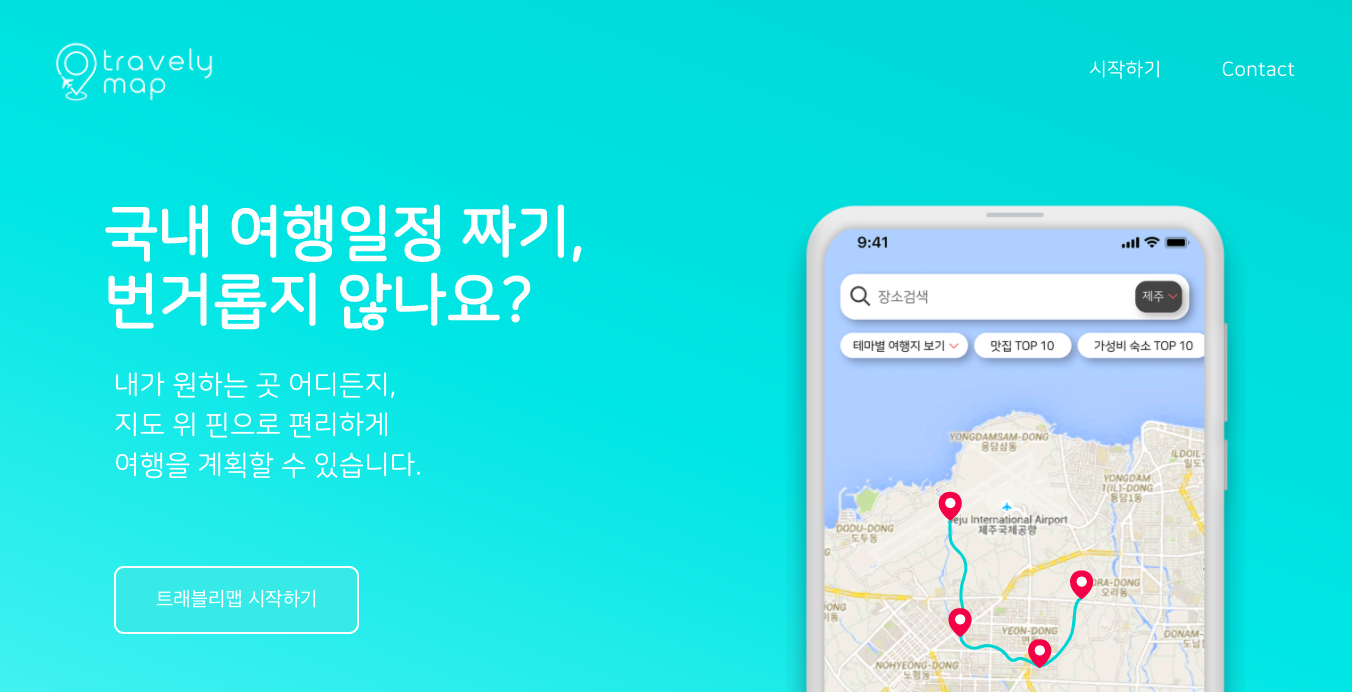 travely
map
시작하기
Contact
국내 여행일정 짜기,
번거롭지 않나요?
내가 원하는 곳 어디든지,
지도 위 핀으로 편리하게
여행을 계획할 수 있습니다.
트래블리맵 시작하기
9:41
장소검색
제주
테마별 여행지 보기
맛집 TOP 10
가성비 숙소 TOP 10
YONGDAMSAM-DONG
용담삼동
ILDOIL-
일도
YONGDAM
1(IL)-DONG
용담1동
eju International Airport
제주국제공항
DODU-DONG
도두동
ORA-DONG
오라동
ONG
이동
YEON-DONG
DONAM-
도남
NOHYEONG-DONG
노형동